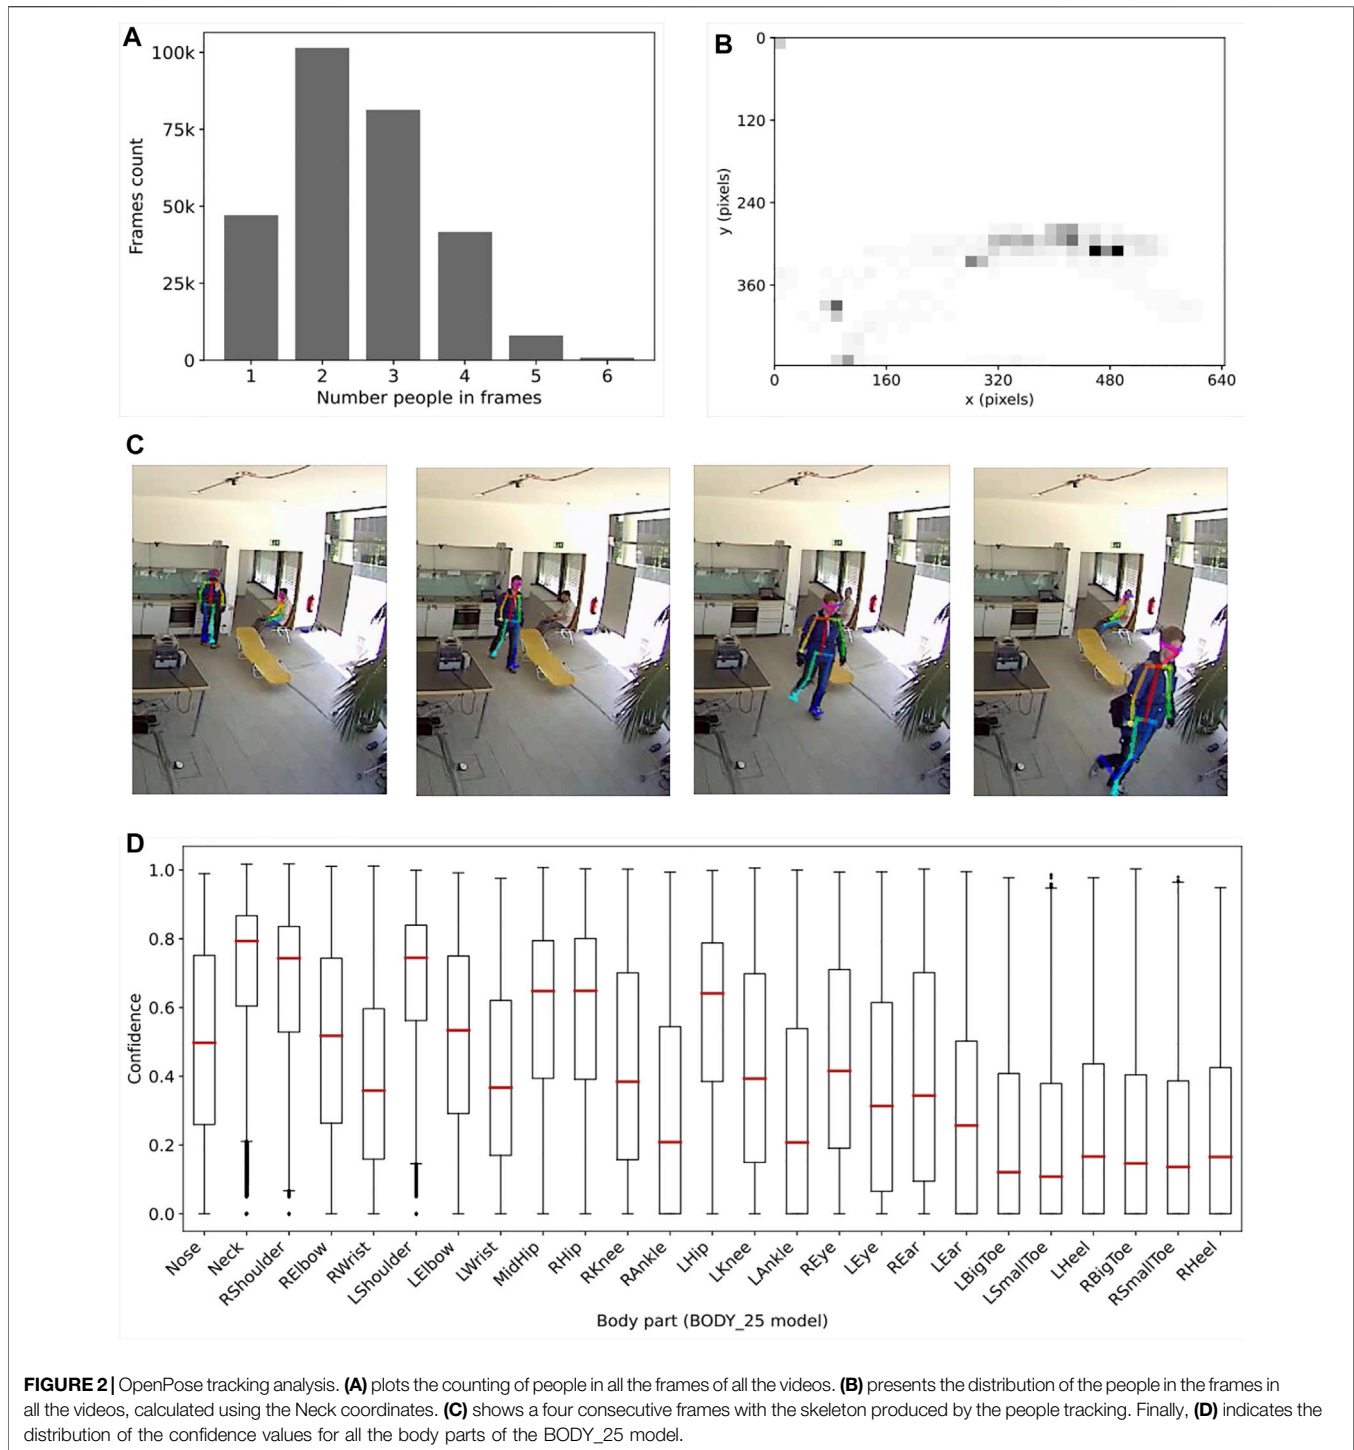 A
100k
75k
50k
25k
0
Frames count
1 2 3 4 5 6
Number people in frames
B
0
120
240
360
y (pixels)
0 160 320 480 640
x (pixels)
C
D
1.0
0.8
0.6
0.4
0.2
0.0
Confidence
Nose Neck RShoulder RElbow RWrist LShoulder LElbow LWrist MidHip RHip RKnee RAnkle LHip LKnee LAnkle REye LEye REar LEar LBigToe LSmallToe LHeel RBigToe RSmallToe RHeel
Body part (BODY_25 model)
FIGURE 2 | OpenPose tracking analysis. (A) plots the counting of people in all the frames of all the videos. (B) presents the distribution of the people in the frames in
all the videos, calculated using the Neck coordinates. (C) shows a four consecutive frames with the skeleton produced by the people tracking. Finally, (D) indicates the
distribution of the confidence values for all the body parts of the BODY_25 model.